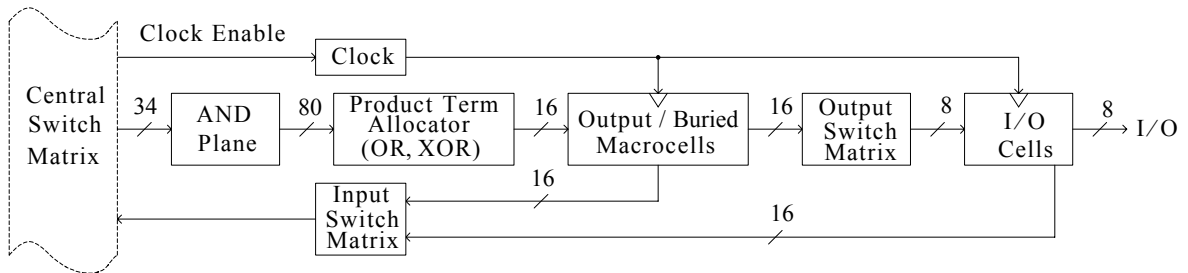 Clock Enable
Clock
Central
Switch
Matrix
34
AND
Plane
80
Product Term
Allocator
(OR, XOR)
16
Output / Buried
Macrocells
16
Output
Switch
Matrix
8
I/O
Cells
8
I/O
16
Input
Switch
Matrix
16